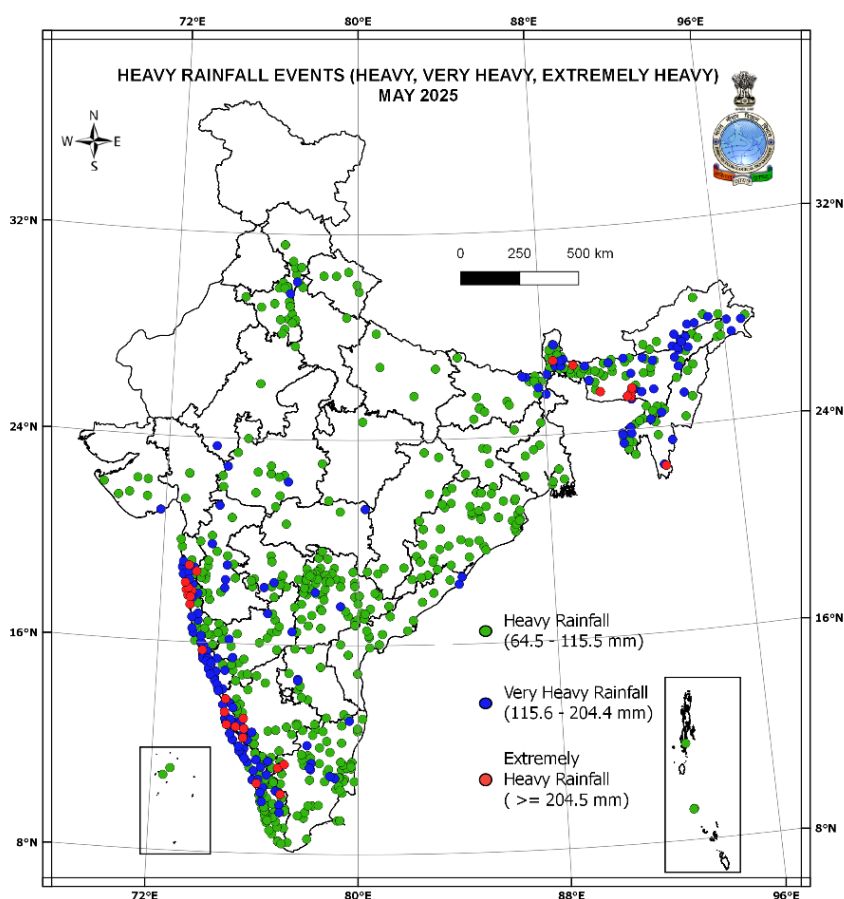 72°E 80°E 88°E 96°E
HEAVY RAINFALL EVENTS (HEAVY, VERY HEAVY, EXTREMELY HEAVY)
MAY 2025
N
W E
S
32°N 32°N
0 250 500 km
24°N 24°N
16°N 16°N
Heavy Rainfall
(64.5 - 115.5 mm)
Very Heavy Rainfall
(115.6 - 204.4 mm)
Extremely
Heavy Rainfall
( >= 204.5 mm)
8°N 8°N
72°E 80°E 88°E 96°E